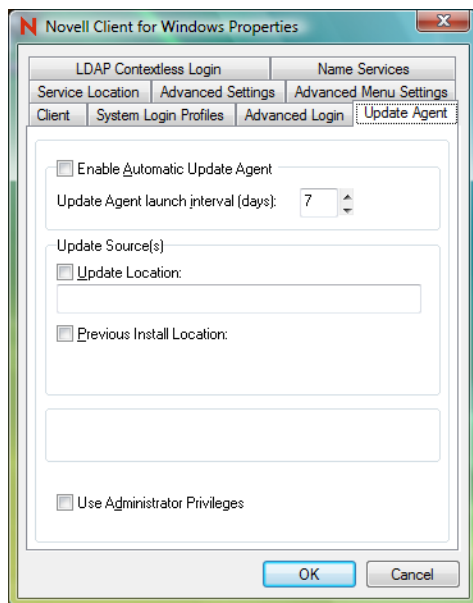 N Novell Client for Windows Properties
LDAP Contextless Login Name Services
Service Location Advanced Settings Advanced Menu Settings
Client System Login Profiles Advanced Login Update Agent
Enable Automatic Update Agent
Update Agent launch interval (days): 7
Update Source(s)
Update Location:
Previous Install Location:
Use Administrator Privileges
OK Cancel